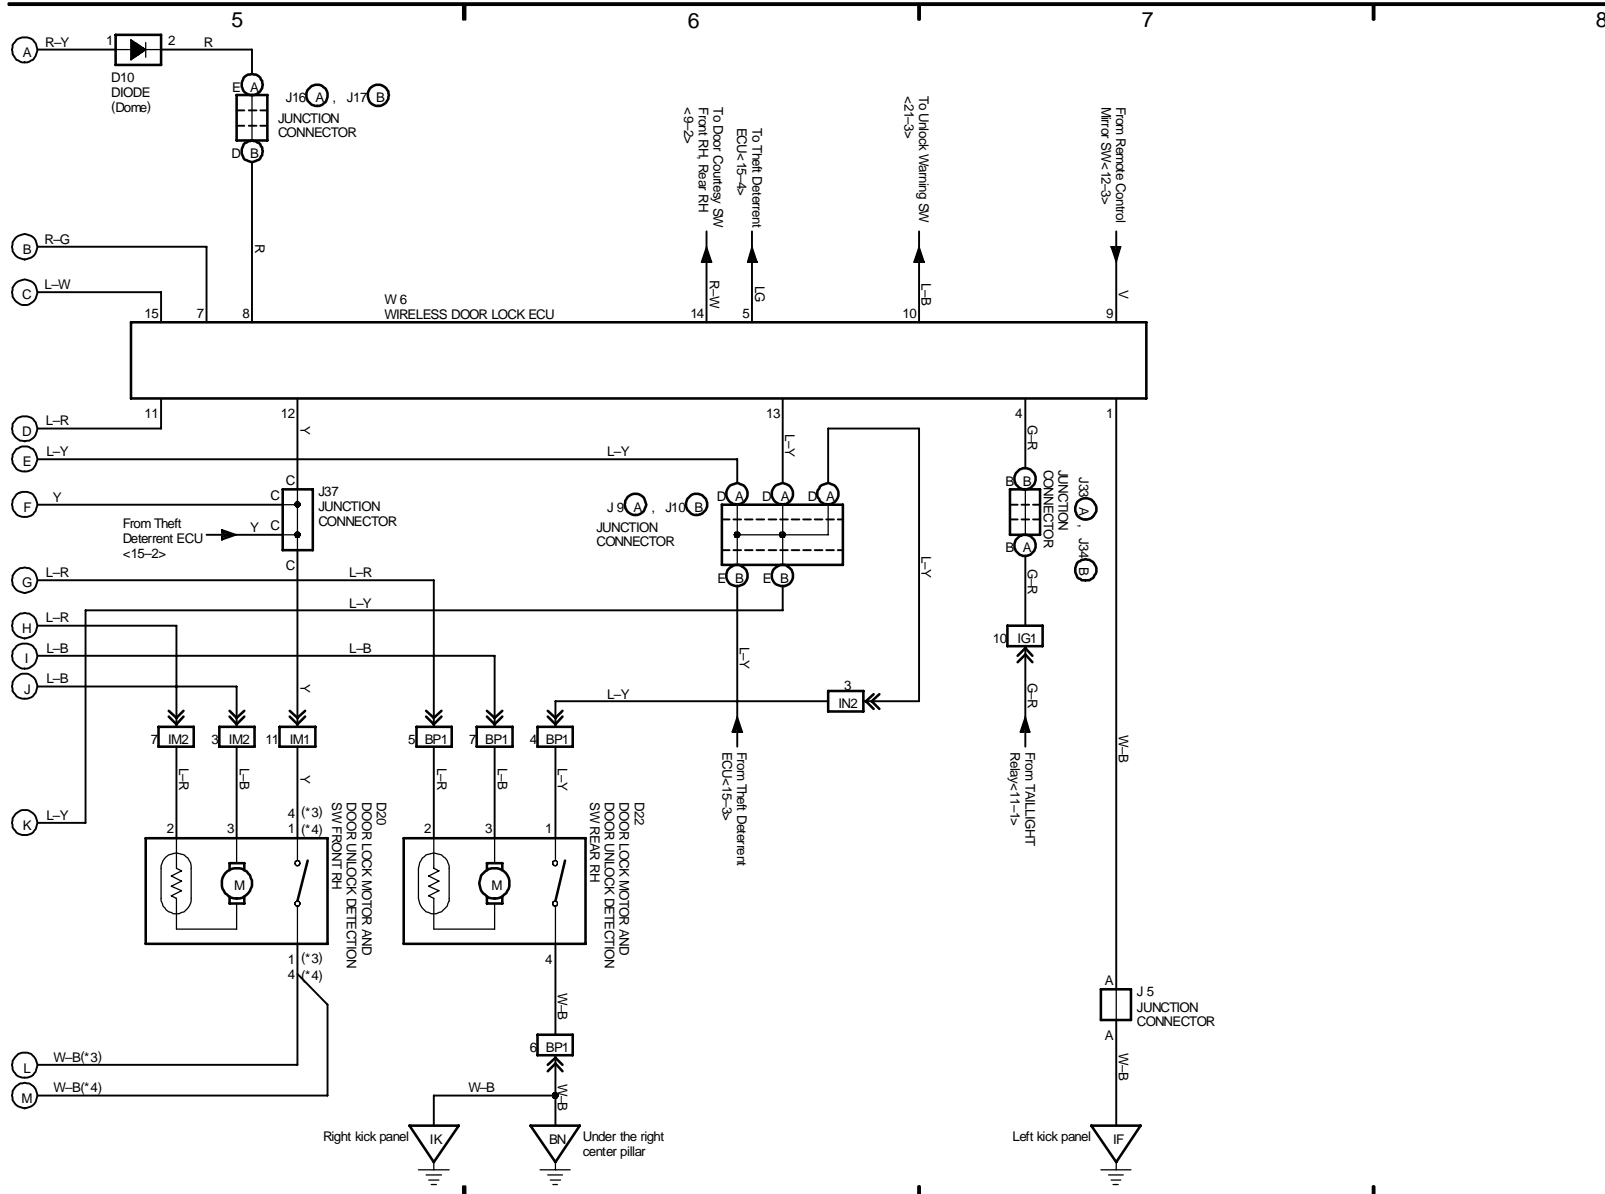 5
6
7
8
A
R–Y
1
2
R
D10
DIODE
(Dome)
E
A
J16 A , J17 B
JUNCTION
CONNECTOR
D
B
R
To Door Courtesy SW
Front RH, Rear RH
<9–2>
To Theft Deterrent
ECU<15–4>
To Unlock Warning SW
<21–3>
From Remote Control
Mirror SW<12–3>
B
R–G
C
L–W
R–W
LG
L–B
V
W 6
WIRELESS DOOR LOCK ECU
15
7
8
14
5
10
9
11
12
13
4
1
D
L–R
E
L–Y
L–Y
Y
L–Y
G–R
F
Y
C
C
J37
JUNCTION
CONNECTOR
From Theft
Deterrent ECU
<15–2>
Y
C
C
J 9 A , J10 B
JUNCTION
CONNECTOR
D A
D A
D A
E B
E B
L–Y
B B
JUNCTION
CONNECTOR
J33 A ,
J34 B
B A
G–R
G
L–R
L–R
L–Y
H
L–R
I
L–B
L–B
J
L–B
Y
L–Y
L–Y
3
IN2
10 IG1
G–R
7 IM2
3 IM2
11 IM1
5 BP1
7 BP1
4 BP1
L–R
L–B
Y
L–R
L–B
L–Y
From Theft Deterrent
ECU<15–3>
From TAILLIGHT
Relay<11–1>
W–B
K
L–Y
2
3
4 (*3)
1 (*4)
M
D20
DOOR LOCK MOTOR AND
DOOR UNLOCK DETECTION
SW FRONT RH
2
3
1
M
D22
DOOR LOCK MOTOR AND
DOOR UNLOCK DETECTION
SW REAR RH
1 (*3)
4 (*4)
4
W–B
A
J 5
JUNCTION
CONNECTOR
A
L
W–B(*3)
6 BP1
W–B
M
W–B(*4)
W–B
W–B
Right kick panel
IK
BN
Under the right
center pillar
Left kick panel
IF